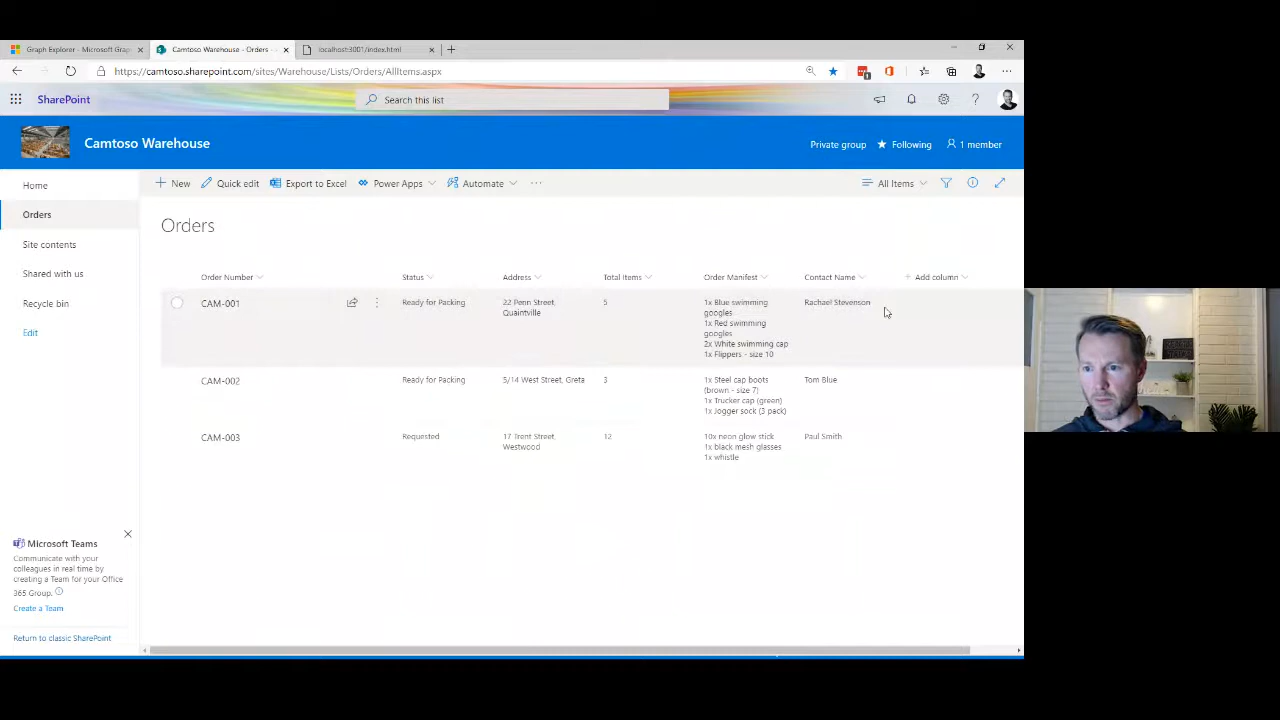 Graph Explorer - Microsoft Grap
Camtoso Warehouse - Orders -
localhost:3001/index.html
https://camtoso.sharepoint.com/sites/Warehouse/Lists/Orders/AllItems.aspx
SharePoint
Search this list
Camtoso Warehouse
Private group
Following
1 member
Home
Orders
Site contents
Shared with us
Recycle bin
Edit
New
Quick edit
Export to Excel
Power Apps
Automate
All Items
Orders
Order Number
Status
Address
Total Items
Order Manifest
Contact Name
Add column
CAM-001
Ready for Packing
22 Penn Street,
Quaintville
5
1x Blue swimming
googles
1x Red swimming
googles
2x White swimming cap
1x Flippers - size 10
Rachael Stevenson
CAM-002
Ready for Packing
5/14 West Street, Greta
3
1x Steel cap boots
(brown - size 7)
1x Trucker cap (green)
1x Jogger sock (3 pack)
Tom Blue
CAM-003
Requested
17 Trent Street,
Westwood
12
10x neon glow stick
1x black mesh glasses
1x whistle
Paul Smith
Microsoft Teams
Communicate with your
colleagues in real time by
creating a Team for your Office
365 Group.
Create a Team
Return to classic SharePoint